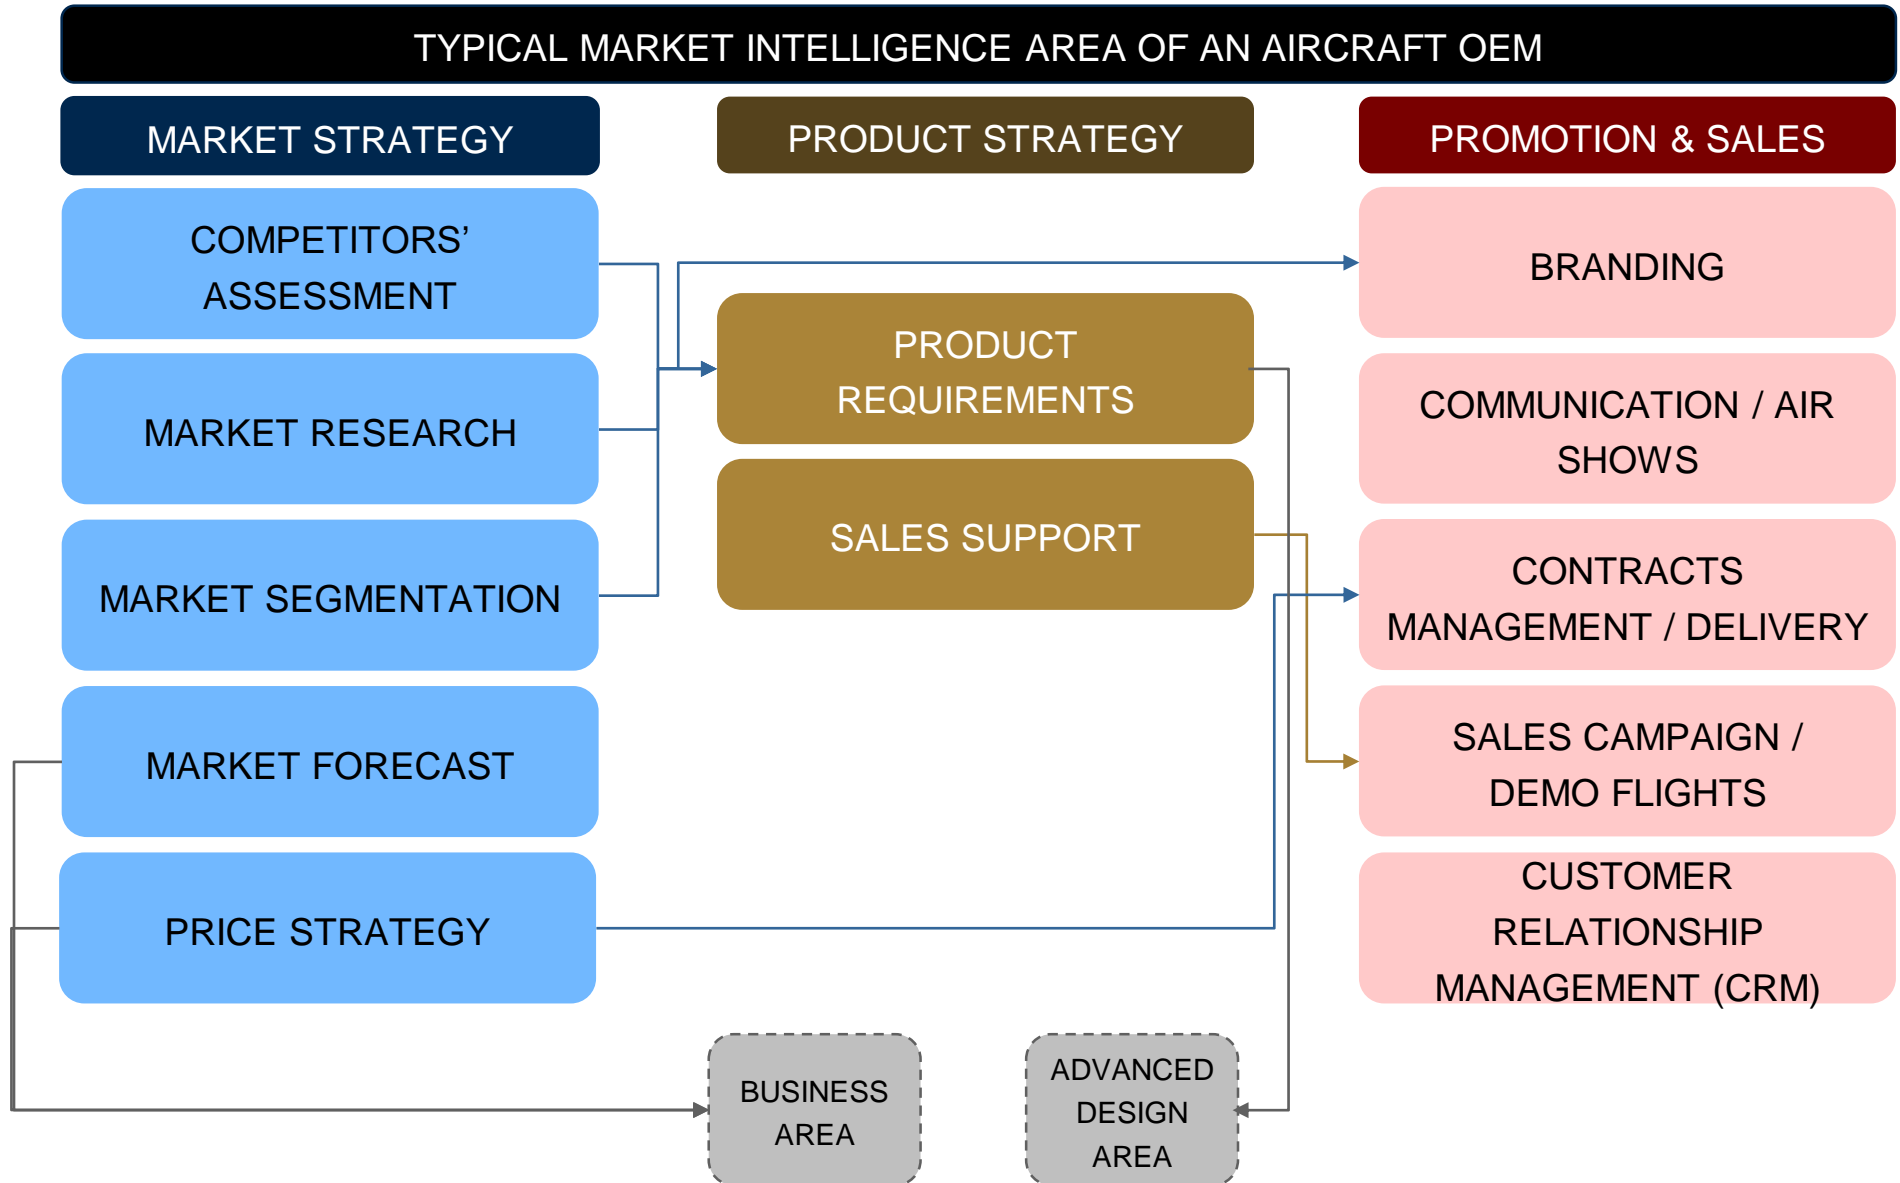 TYPICAL MARKET INTELLIGENCE AREA OF AN AIRCRAFT OEM
MARKET STRATEGY
COMPETITORS’
ASSESSMENT
MARKET RESEARCH
MARKET SEGMENTATION
MARKET FORECAST
PRICE STRATEGY
PRODUCT STRATEGY
PRODUCT
REQUIREMENTS
SALES SUPPORT
PROMOTION & SALES
BRANDING
COMMUNICATION / AIR
SHOWS
CONTRACTS
MANAGEMENT / DELIVERY
SALES CAMPAIGN /
DEMO FLIGHTS
CUSTOMER
RELATIONSHIP
MANAGEMENT (CRM)
BUSINESS
AREA
ADVANCED
DESIGN
AREA